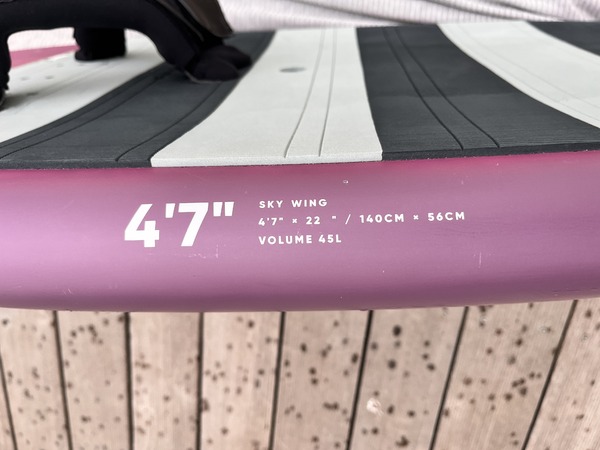 4'7"
SKY WING
4'7" × 22 " / 140CM × 56CM
VOLUME 45L